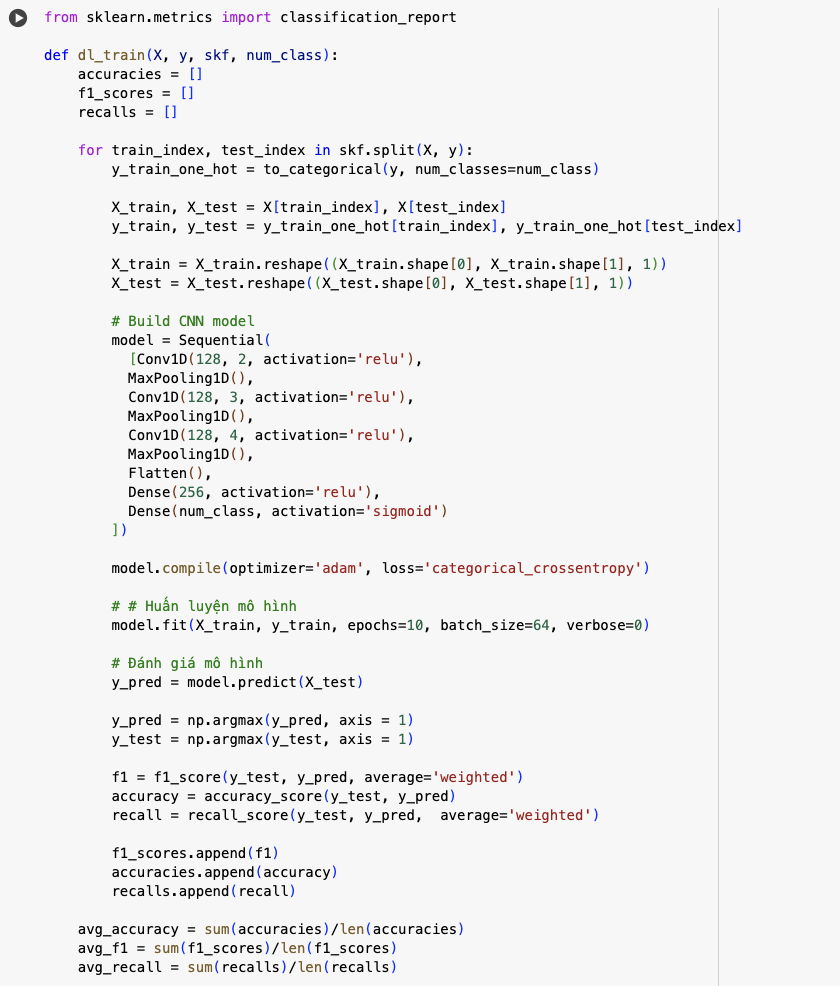 from sklearn.metrics import classification_report
def dl_train(X, y, skf, num_class):
    accuracies = []
    f1_scores = []
    recalls = []
    for train_index, test_index in skf.split(X, y):
        y_train_one_hot = to_categorical(y, num_classes=num_class)
        X_train, X_test = X[train_index], X[test_index]
        y_train, y_test = y_train_one_hot[train_index], y_train_one_hot[test_index]
        X_train = X_train.reshape((X_train.shape[0], X_train.shape[1], 1))
        X_test = X_test.reshape((X_test.shape[0], X_test.shape[1], 1))
        # Build CNN model
        model = Sequential(
          [Conv1D(128, 2, activation='relu'),
          MaxPooling1D(),
          Conv1D(128, 3, activation='relu'),
          MaxPooling1D(),
          Conv1D(128, 4, activation='relu'),
          MaxPooling1D(),
          Flatten(),
          Dense(256, activation='relu'),
          Dense(num_class, activation='sigmoid')
        ])
        model.compile(optimizer='adam', loss='categorical_crossentropy')
        # # Huấn luyện mô hình
        model.fit(X_train, y_train, epochs=10, batch_size=64, verbose=0)
        # Đánh giá mô hình
        y_pred = model.predict(X_test)
        y_pred = np.argmax(y_pred, axis = 1)
        y_test = np.argmax(y_test, axis = 1)
        f1 = f1_score(y_test, y_pred, average='weighted')
        accuracy = accuracy_score(y_test, y_pred)
        recall = recall_score(y_test, y_pred,  average='weighted')
        f1_scores.append(f1)
        accuracies.append(accuracy)
        recalls.append(recall)
    avg_accuracy = sum(accuracies)/len(accuracies)
    avg_f1 = sum(f1_scores)/len(f1_scores)
    avg_recall = sum(recalls)/len(recalls)